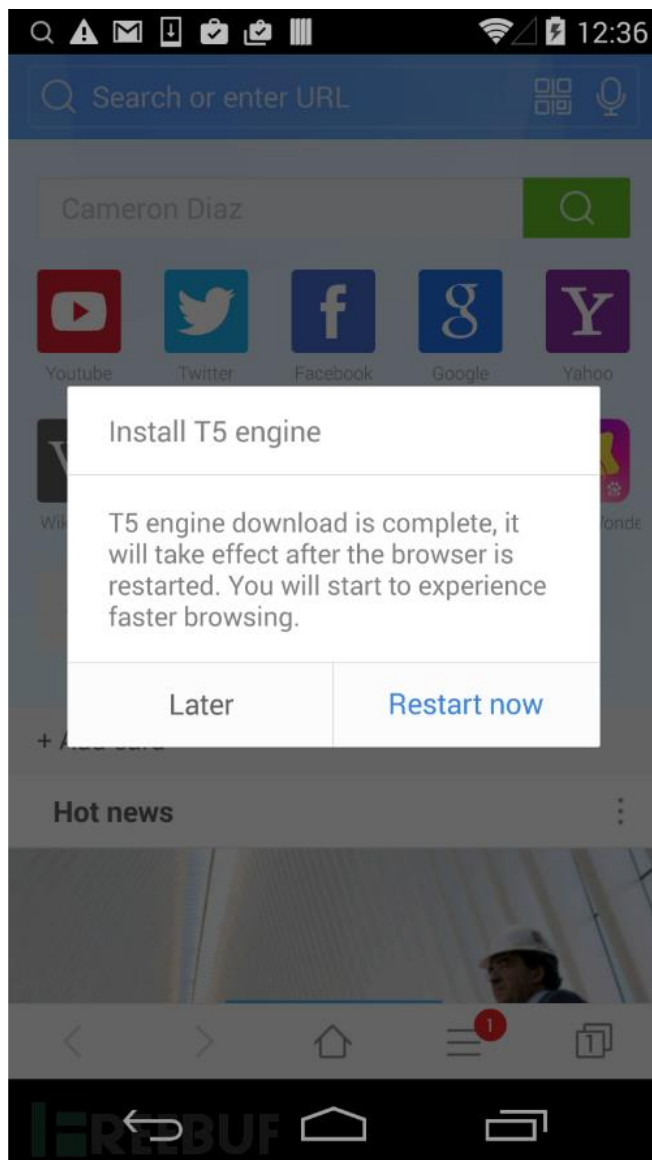 12:36
Search or enter URL
Cameron Diaz
Youtube Twitter Facebook Google Yahoo
Install T5 engine
T5 engine download is complete, it
will take effect after the browser is
restarted. You will start to experience
faster browsing.
Later Restart now
Hot news
1
1
REEBUF